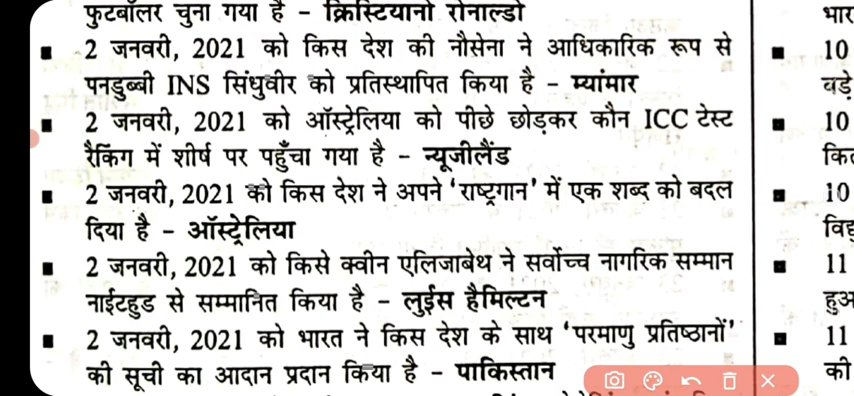 फुटबॉलर चुना गया है – क्रिस्टियानो रोनाल्डो
2 जनवरी, 2021 को किस देश की नौसेना ने आधिकारिक रूप से
पनडुब्बी INS सिंधुवीर को प्रतिस्थापित किया है – म्यांमार
2 जनवरी, 2021 को ऑस्ट्रेलिया को पीछे छोड़कर कौन ICC टेस्ट
रैकिंग में शीर्ष पर पहुँचा गया है – न्यूजीलैंड
2 जनवरी, 2021 को किस देश ने अपने ‘राष्ट्रगान’ में एक शब्द को बदल
दिया है – ऑस्ट्रेलिया
2 जनवरी, 2021 को किसे क्वीन एलिजाबेथ ने सर्वोच्च नागरिक सम्मान
नाईटहुड से सम्मानित किया है – लुईस हैमिल्टन
2 जनवरी, 2021 को भारत ने किस देश के साथ ‘परमाणु प्रतिष्ठानों’
की सूची का आदान प्रदान किया है – पाकिस्तान
भार
10
बड़े
10
10
11
11
की